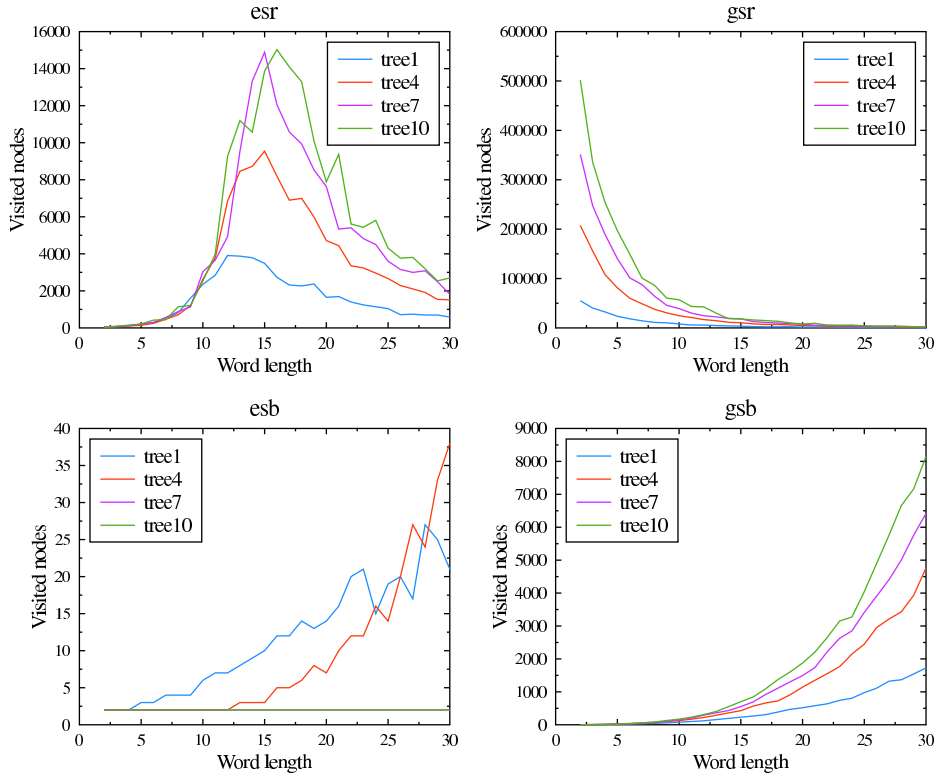 esr
16000
14000
12000
10000
8000
6000
4000
2000
0
Visited nodes
tree1
tree4
tree7
tree10
0 5 10 15 20 25 30
Word length
gsr
600000
500000
400000
300000
200000
100000
0
Visited nodes
tree1
tree4
tree7
tree10
0 5 10 15 20 25 30
Word length
esb
40
35
30
25
20
15
10
5
0
Visited nodes
tree1
tree4
tree7
tree10
0 5 10 15 20 25 30
Word length
gsb
9000
8000
7000
6000
5000
4000
3000
2000
1000
0
Visited nodes
tree1
tree4
tree7
tree10
0 5 10 15 20 25 30
Word length